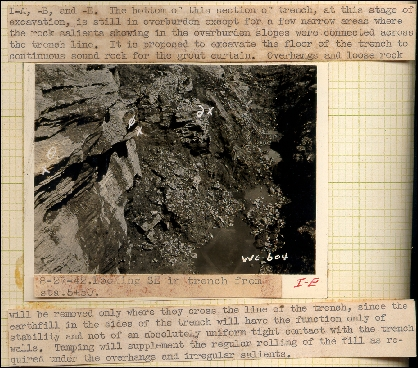 I-A, -B, and -E. The bottom of this section of trench, at this stage of
excavation, is still in overburden except for a few narrow areas where
the rock salients showing in the overburden slopes were connected across
the trench line. It is proposed to excavate the floor of the trench to
continuous sound rock for the grout curtain. Overhangs and loose rock
2x
x
x
WC-604
8-27-42. Looking SE in trench from
sta. 5+50.
I-E
will be removed only where they cross the line of the trench, since the
earthfill in the sides of the trench will have the function only of
stability and not of an absolutely uniform tight contact with the trench
walls. Tamping will supplement the regular rolling of the fill as re-
quired under the overhangs and irregular salients.